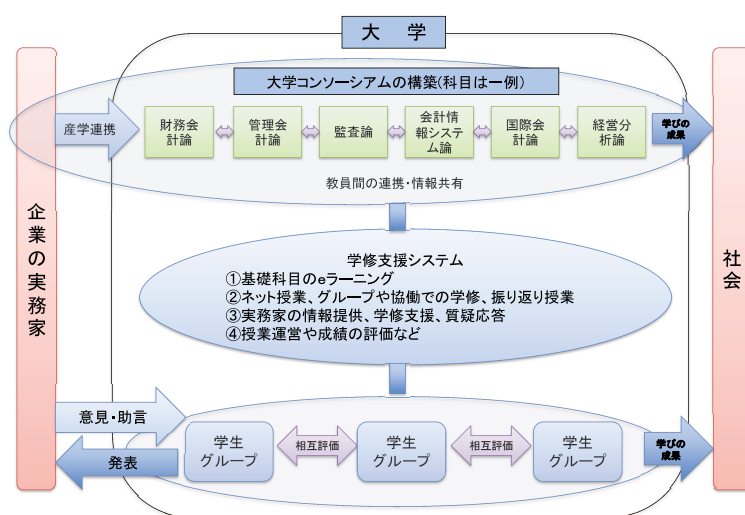 大 学
大学コンソーシアムの構築(科目は一例)
産学連携
財務会
計論
管理会
計論
監査論
会計情
報システ
ム論
国際会
計論
経営分
析論
学びの
成果
教員間の連携・情報共有
企業の実務家
社会
学修支援システム
①基礎科目のeラーニング
②ネット授業、グループや協働での学修、振り返り授業
③実務家の情報提供、学修支援、質疑応答
④授業運営や成績の評価など
意見・助言
発表
学生
グループ
相互評価
学生
グループ
相互評価
学生
グループ
学びの
成果